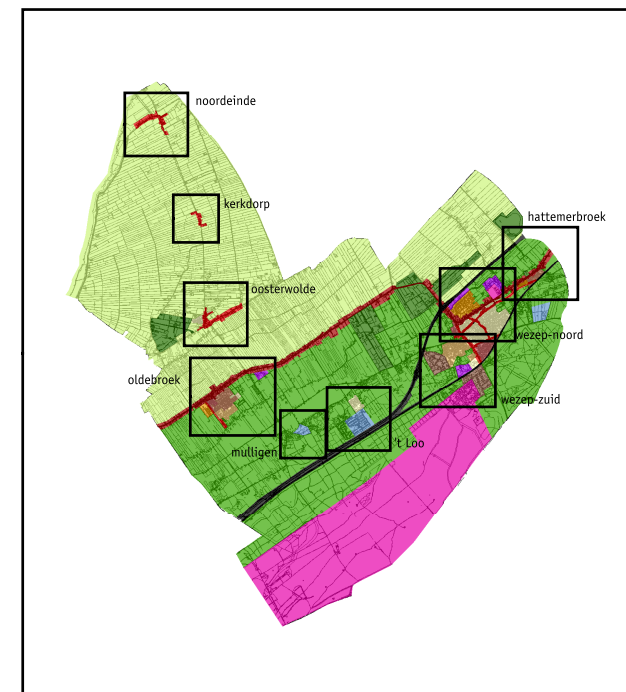 noordeinde
kerkdorp
hattemerbroek
oosterwolde
wezep-noord
oldebroek
wezep-zuid
't Loo
mulligen